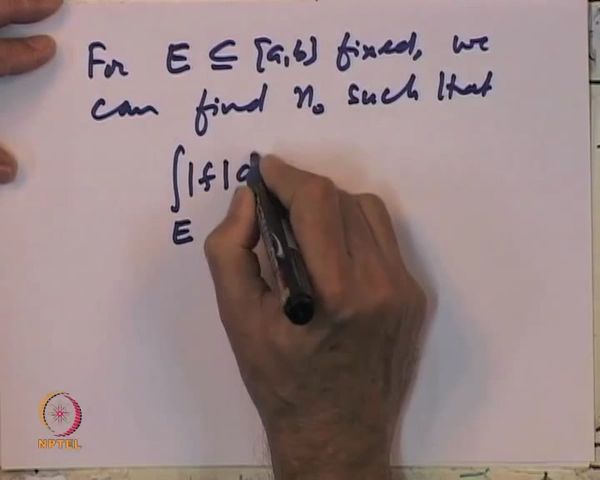 For E ⊆ [a,b] fixed, we
can find n₀ such that
∫|f|d
E
NPTEL